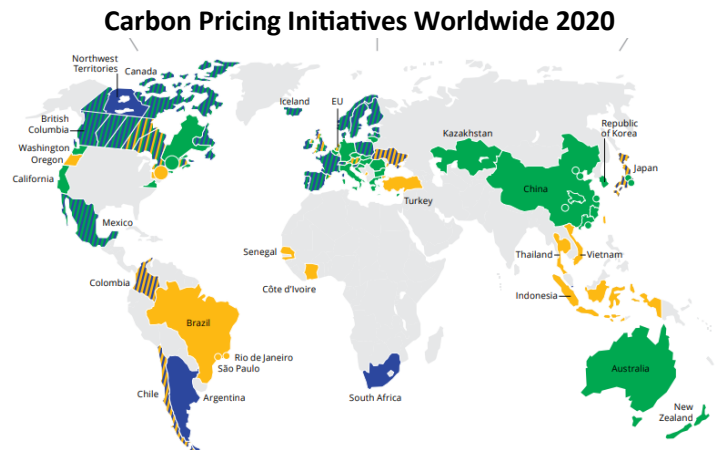 Carbon Pricing Initiatives Worldwide 2020
Northwest
Territories
Canada
British
Columbia
Washington
Oregon
California
Mexico
Iceland
EU
Kazakhstan
Republic
of Korea
Japan
China
Turkey
Senegal
Côte d'Ivoire
Thailand
Vietnam
Indonesia
Colombia
Brazil
Rio de Janeiro
São Paulo
Chile
Argentina
South Africa
Australia
New
Zealand